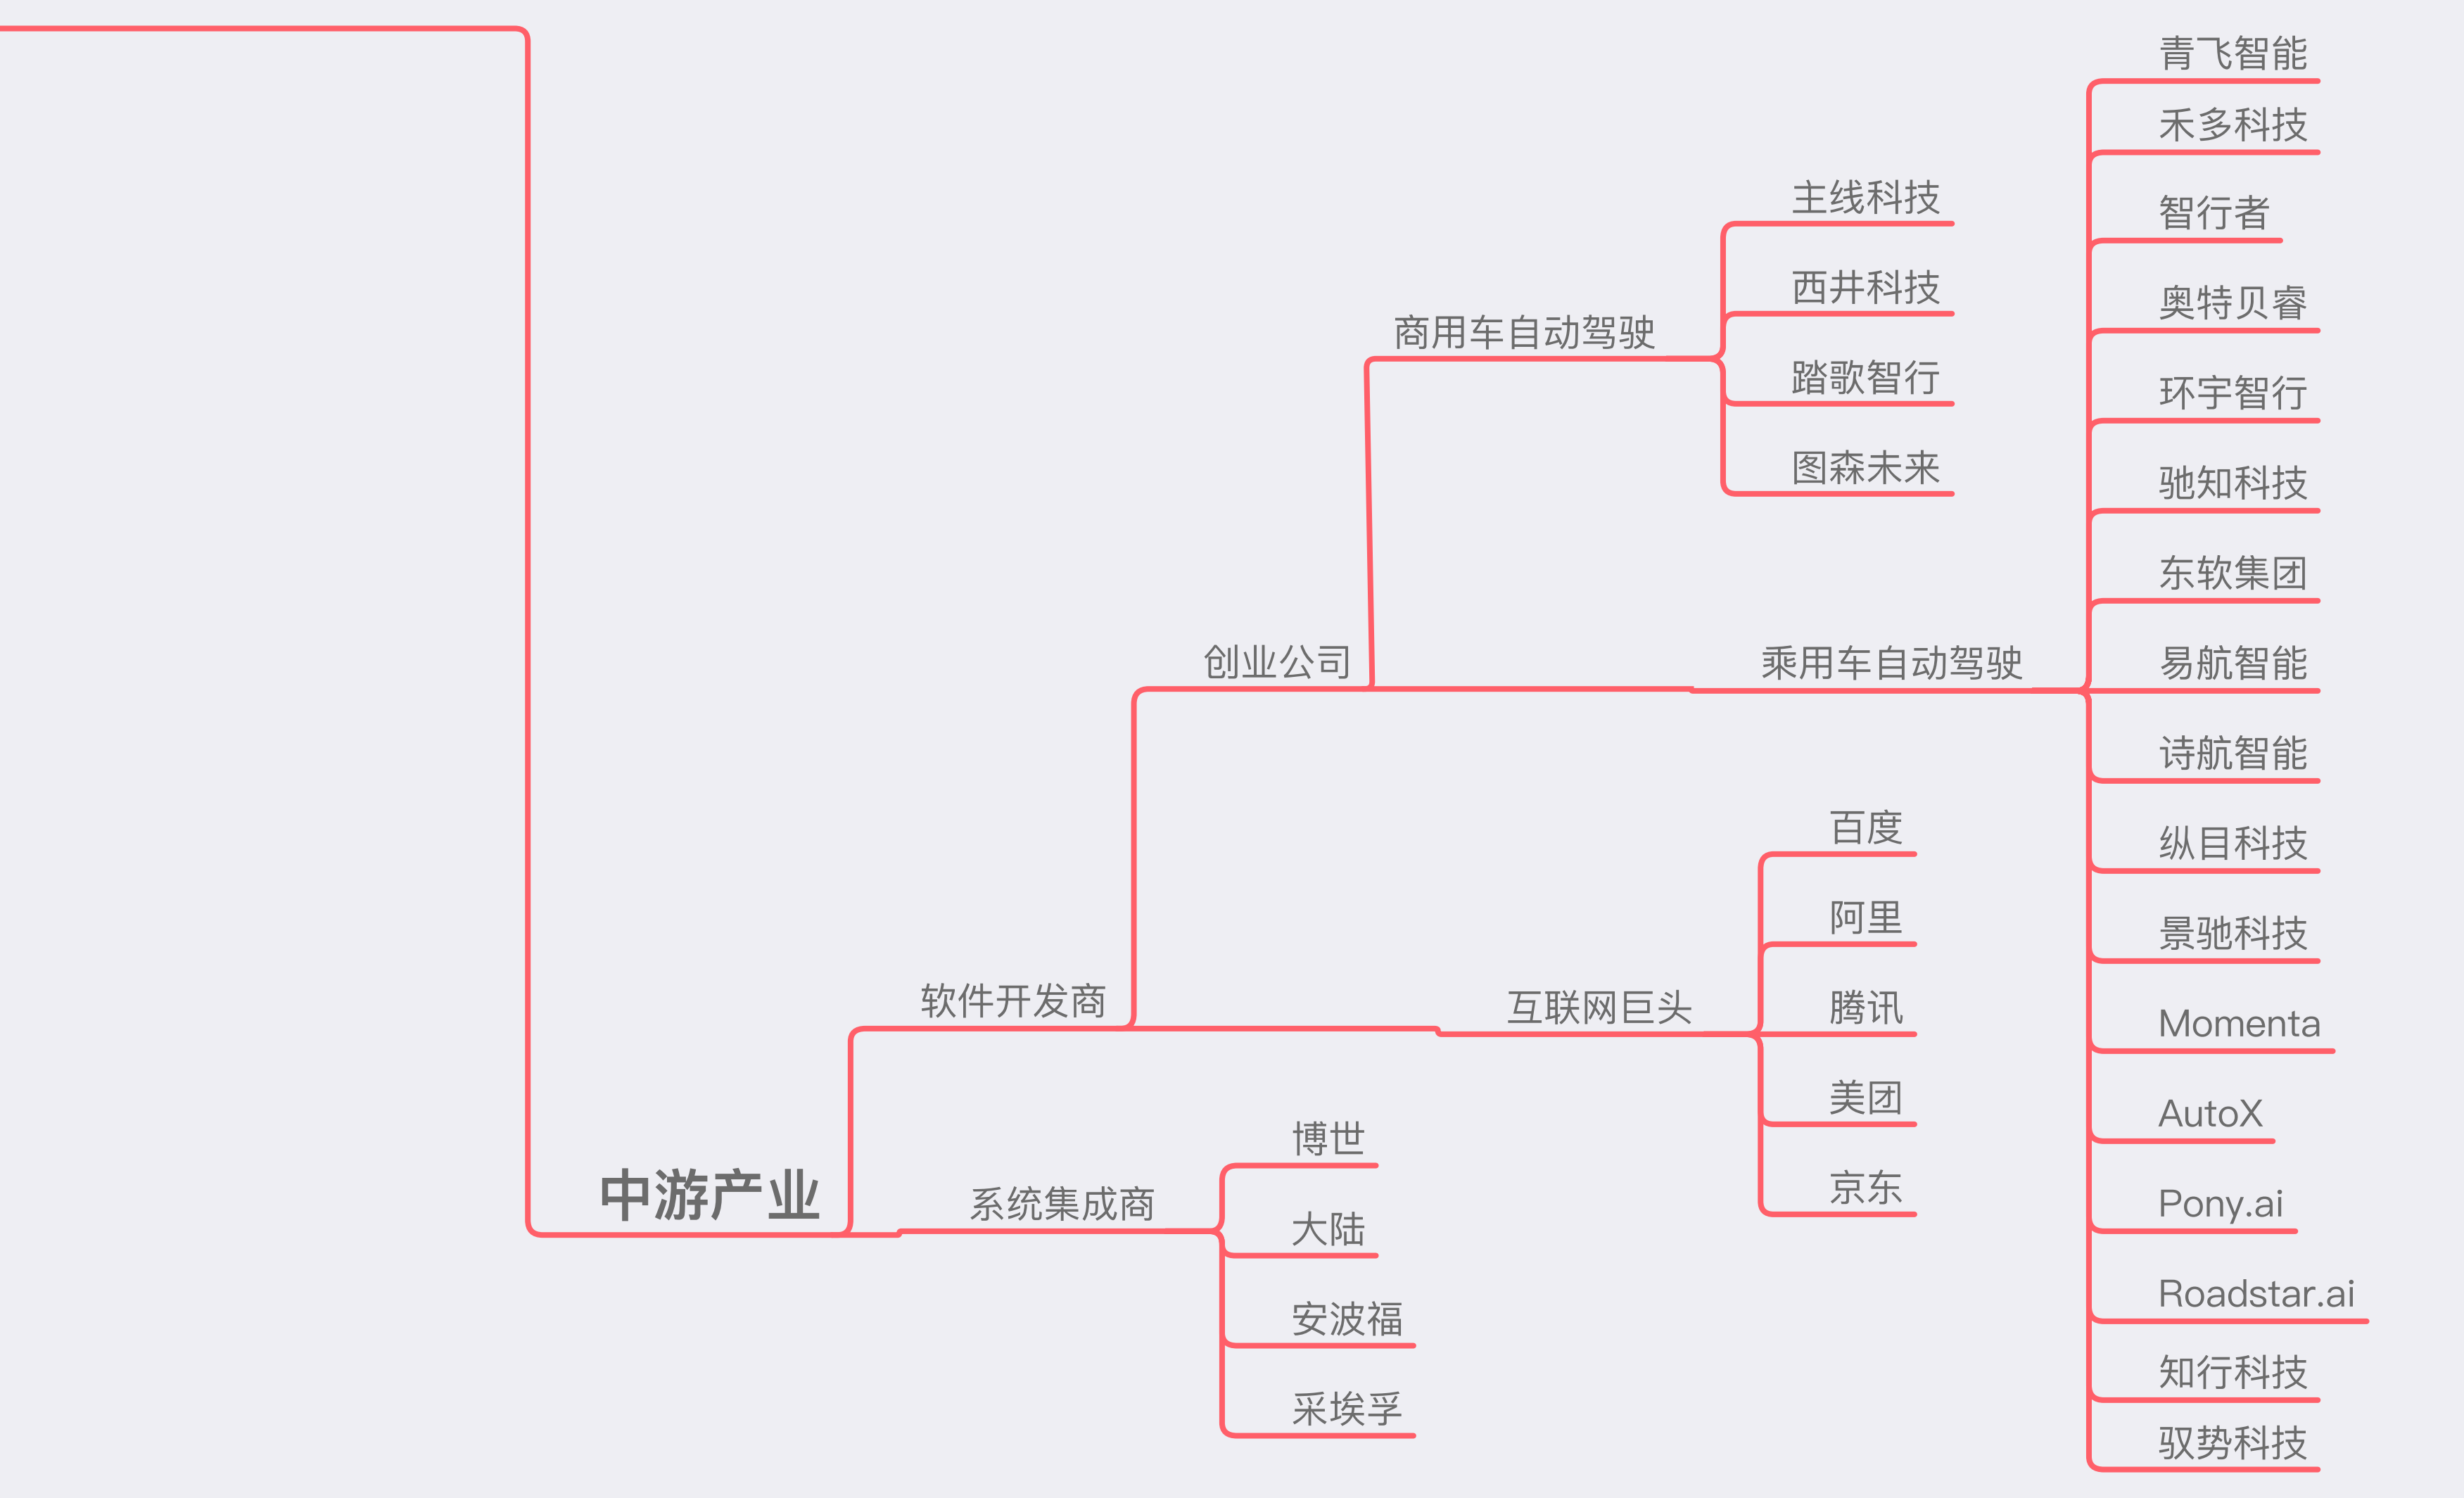 中游产业
软件开发商
创业公司
商用车自动驾驶
主线科技
西井科技
踏歌智行
图森未来
乘用车自动驾驶
青飞智能
禾多科技
智行者
奥特贝睿
环宇智行
驰知科技
东软集团
易航智能
诗航智能
纵目科技
景驰科技
Momenta
AutoX
Pony.ai
Roadstar.ai
知行科技
驭势科技
互联网巨头
百度
阿里
腾讯
美团
京东
系统集成商
博世
大陆
安波福
采埃孚